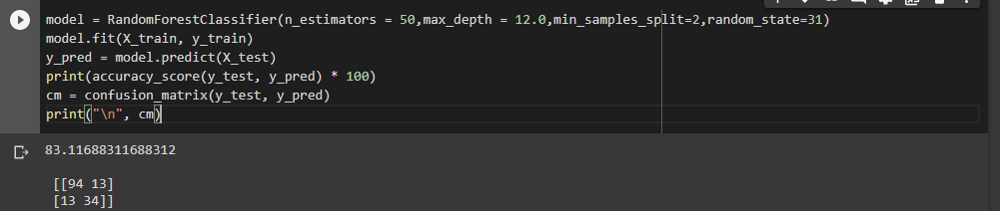 model = RandomForestClassifier(n_estimators = 50,max_depth = 12.0,min_samples_split=2,random_state=31)
model.fit(X_train, y_train)
y_pred = model.predict(X_test)
print(accuracy_score(y_test, y_pred) * 100)
cm = confusion_matrix(y_test, y_pred)
print("\n", cm)
83.11688311688312
[[94 13]
[13 34]]